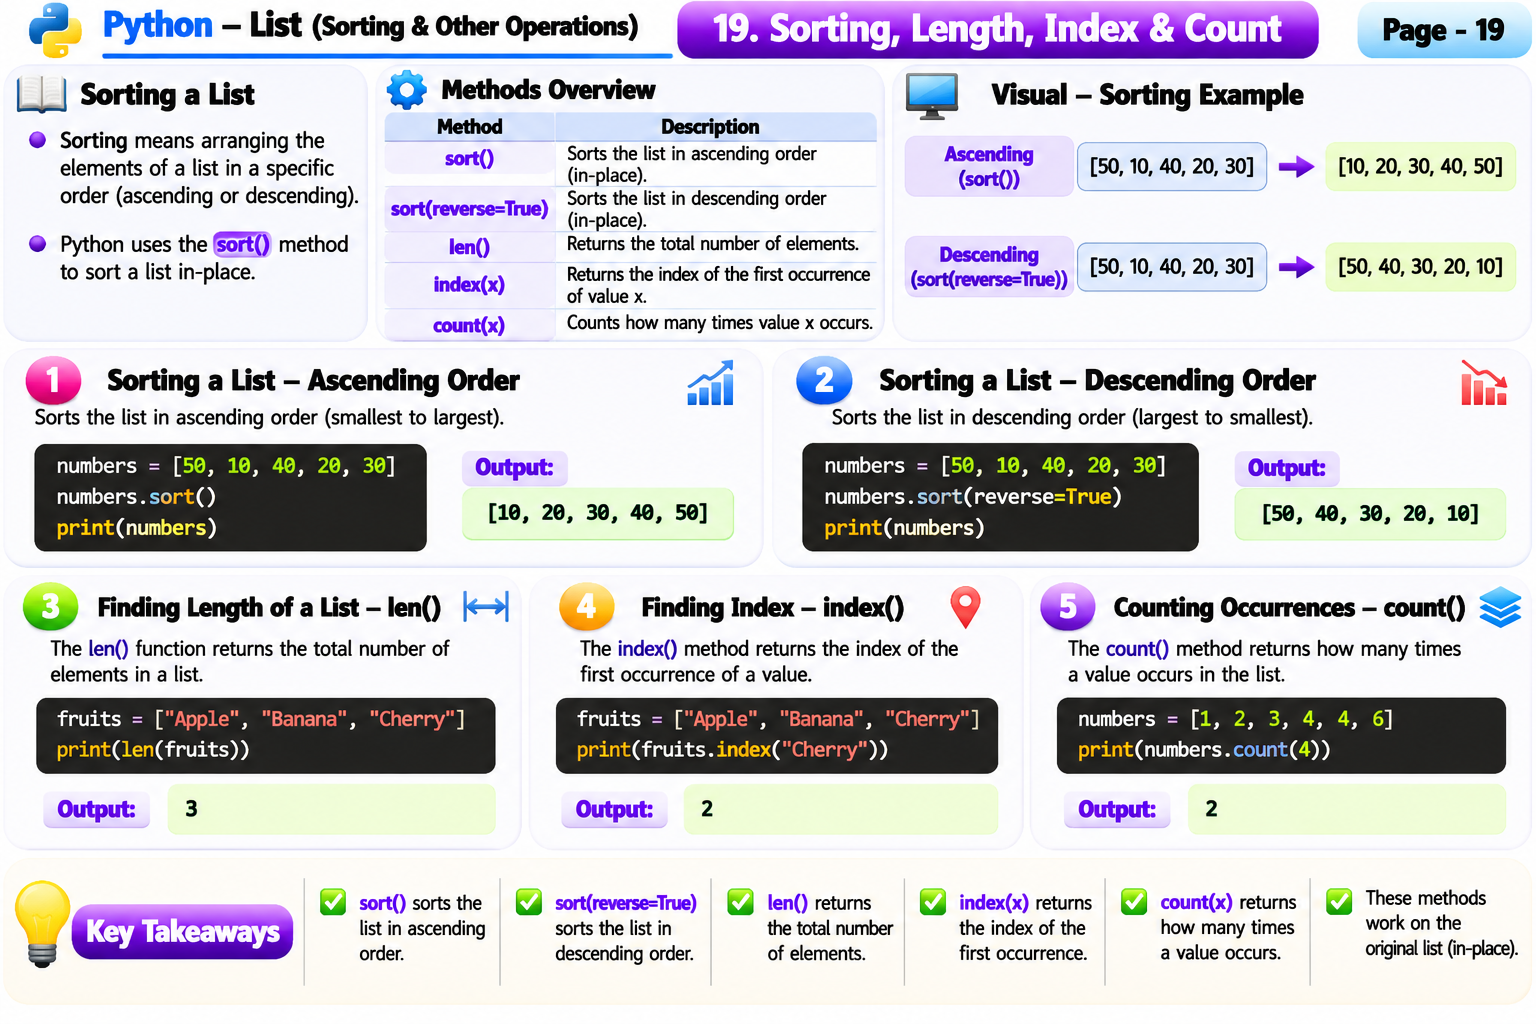 Python – List (Sorting & Other Operations)
19. Sorting, Length, Index & Count
Page - 19
Sorting a List
Sorting means arranging the
elements of a list in a specific
order (ascending or descending).
Python uses the sort() method
to sort a list in-place.
Methods Overview
Method Description
sort() Sorts the list in ascending order
(in-place).
sort(reverse=True) Sorts the list in descending order
(in-place).
len() Returns the total number of elements.
index(x) Returns the index of the first occurrence
of value x.
count(x) Counts how many times value x occurs.
Visual – Sorting Example
Ascending
(sort())
[50, 10, 40, 20, 30]
[10, 20, 30, 40, 50]
Descending
(sort(reverse=True))
[50, 10, 40, 20, 30]
[50, 40, 30, 20, 10]
1 Sorting a List – Ascending Order
Sorts the list in ascending order (smallest to largest).
numbers = [50, 10, 40, 20, 30]
numbers.sort()
print(numbers)
Output:
[10, 20, 30, 40, 50]
2 Sorting a List – Descending Order
Sorts the list in descending order (largest to smallest).
numbers = [50, 10, 40, 20, 30]
numbers.sort(reverse=True)
print(numbers)
Output:
[50, 40, 30, 20, 10]
3 Finding Length of a List – len()
The len() function returns the total number of
elements in a list.
fruits = ["Apple", "Banana", "Cherry"]
print(len(fruits))
Output: 3
4 Finding Index – index()
The index() method returns the index of the
first occurrence of a value.
fruits = ["Apple", "Banana", "Cherry"]
print(fruits.index("Cherry"))
Output: 2
5 Counting Occurrences – count()
The count() method returns how many times
a value occurs in the list.
numbers = [1, 2, 3, 4, 4, 6]
print(numbers.count(4))
Output: 2
Key Takeaways
sort() sorts the
list in ascending
order.
sort(reverse=True)
sorts the list in
descending order.
len() returns
the total number
of elements.
index(x) returns
the index of the
first occurrence.
count(x) returns
how many times
a value occurs.
These methods
work on the
original list (in-place).